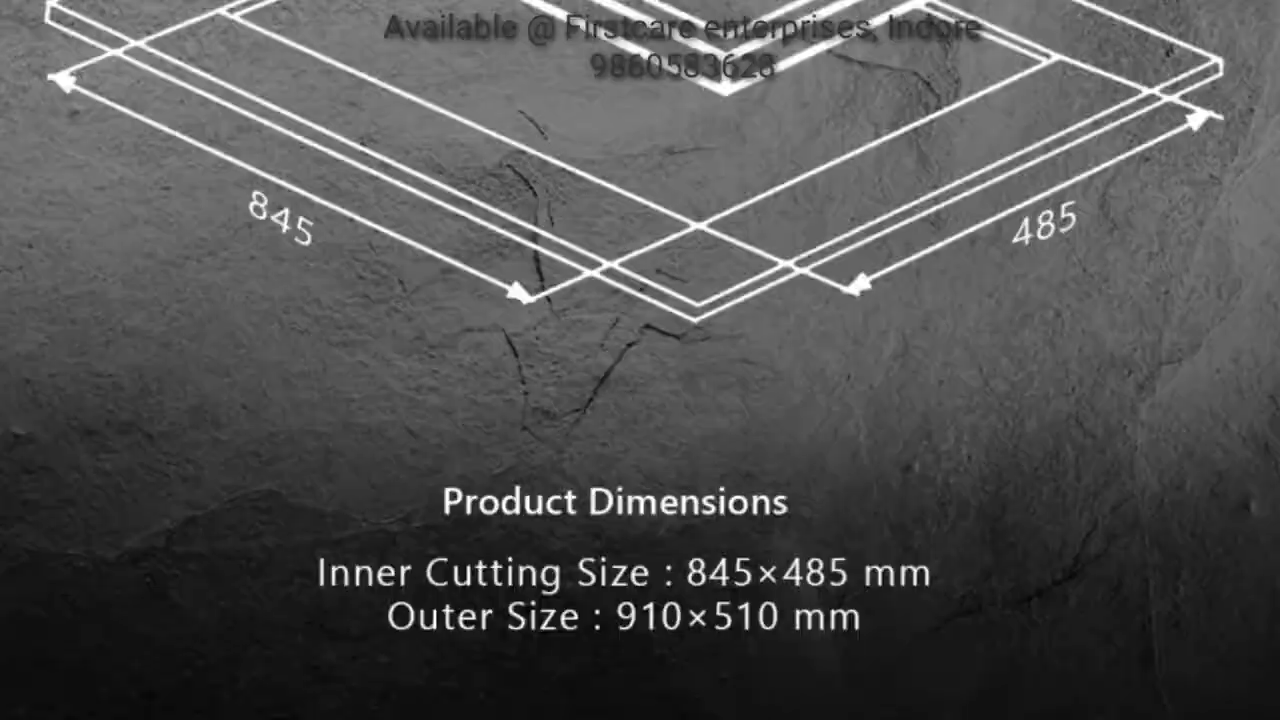 Available @ Firstcare enterprises, Indore
9860583628
845
485
Product Dimensions
Inner Cutting Size : 845×485 mm
Outer Size : 910×510 mm